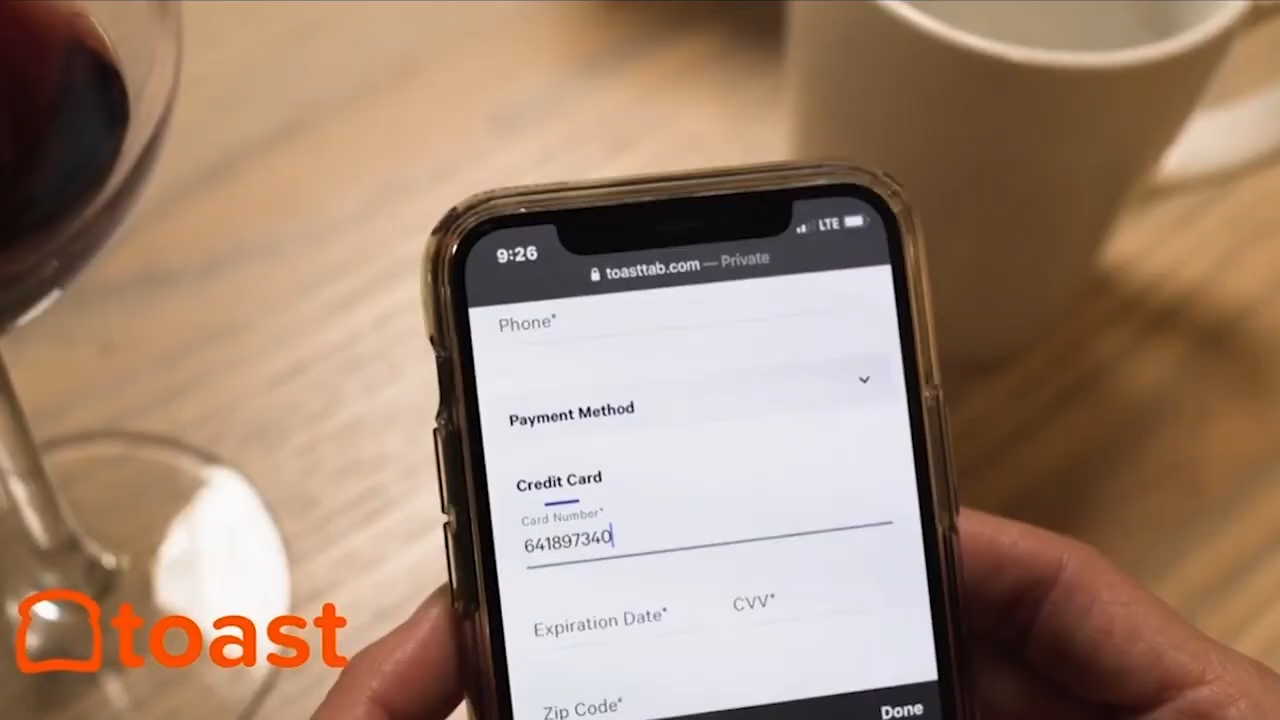 9:26
LTE
toasttab.com — Private
Phone*
Payment Method
Credit Card
Card Number*
641897340
Expiration Date*
CVV*
Zip Code*
Done
toast